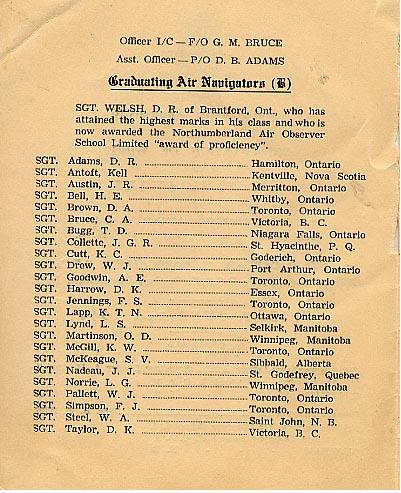 Officer I/C — F/O G. M. BRUCE
Asst. Officer — P/O D. B. ADAMS
Graduating Air Navigators (B)
SGT. WELSH, D. R. of Brantford, Ont., who has
attained the highest marks in his class and who is
now awarded the Northumberland Air Observer
School Limited "award of proficiency".
SGT. Adams, D. R. Hamilton, Ontario
SGT. Antoft, Kell Kentville, Nova Scotia
SGT. Austin, J. R. Merritton, Ontario
SGT. Bell, H. E. Whitby, Ontario
SGT. Brown, D. A. Toronto, Ontario
SGT. Bruce, C. A. Victoria, B. C.
SGT. Bugg, T. D. Niagara Falls, Ontario
SGT. Collette, J. G. R. St. Hyacinthe, P. Q.
SGT. Cutt, K. C. Goderich, Ontario
SGT. Drew, W. J. Port Arthur, Ontario
SGT. Goodwin, A. E. Toronto, Ontario
SGT. Harrow, D. K. Essex, Ontario
SGT. Jennings, F. S. Toronto, Ontario
SGT. Lapp, K. T. N. Ottawa, Ontario
SGT. Lynd, L. S. Selkirk, Manitoba
SGT. Martinson, O. D. Winnipeg, Manitoba
SGT. McGill, K. W. Toronto, Ontario
SGT. McKeague, S. V. Sibbald, Alberta
SGT. Nadeau, J. J. St. Godefrey, Quebec
SGT. Norrie, L. G. Winnipeg, Manitoba
SGT. Pallett, W. J. Toronto, Ontario
SGT. Simpson, F. J. Toronto, Ontario
SGT. Steel, W. A. Saint John, N. B.
SGT. Taylor, D. K. Victoria, B. C.